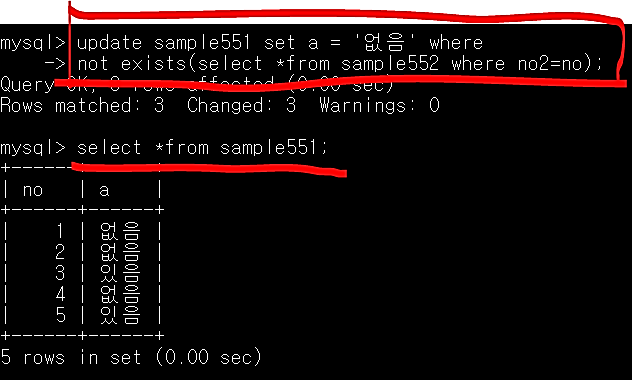 mysql> update sample551 set a = '없음' where
    -> not exists(select *from sample552 where no2=no);
Query OK, 3 rows affected (0.00 sec)
Rows matched: 3  Changed: 3  Warnings: 0
mysql> select *from sample551;
+------+------+
| no   | a    |
+------+------+
|    1 | 없음 |
|    2 | 없음 |
|    3 | 있음 |
|    4 | 없음 |
|    5 | 있음 |
+------+------+
5 rows in set (0.00 sec)